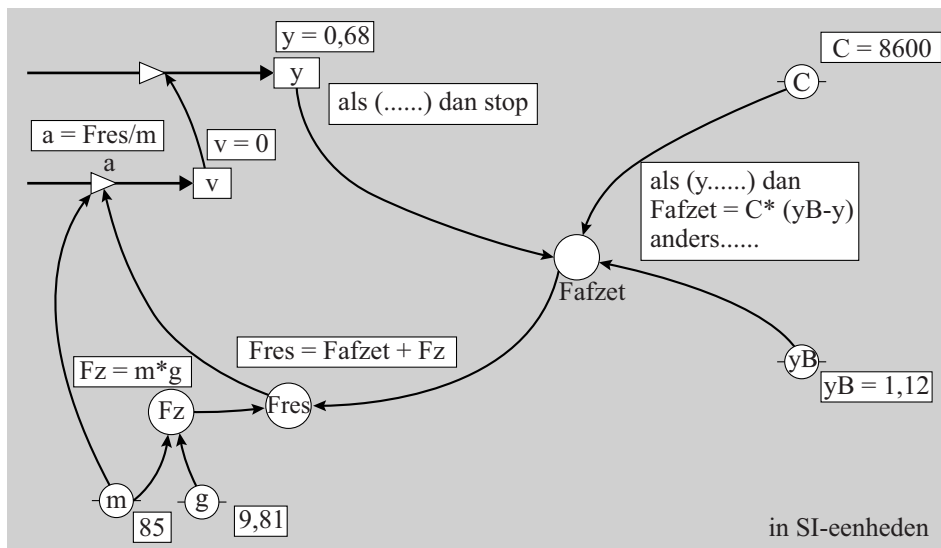 y = 0,68
C = 8600
y
C
als (......) dan stop
a = Fres/m
v = 0
a
v
als (y......) dan
Fafzet = C* (yB-y)
anders......
Fafzet
Fres = Fafzet + Fz
yB
Fz = m*g
yB = 1,12
Fz
Fres
m
g
85
9,81
in SI-eenheden